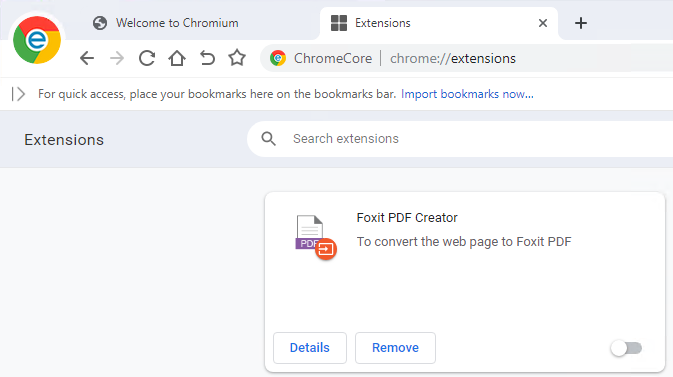 Welcome to Chromium
Extensions
ChromeCore | chrome://extensions
For quick access, place your bookmarks here on the bookmarks bar. Import bookmarks now...
Extensions
Search extensions
Foxit PDF Creator
PDF
To convert the web page to Foxit PDF
Details
Remove